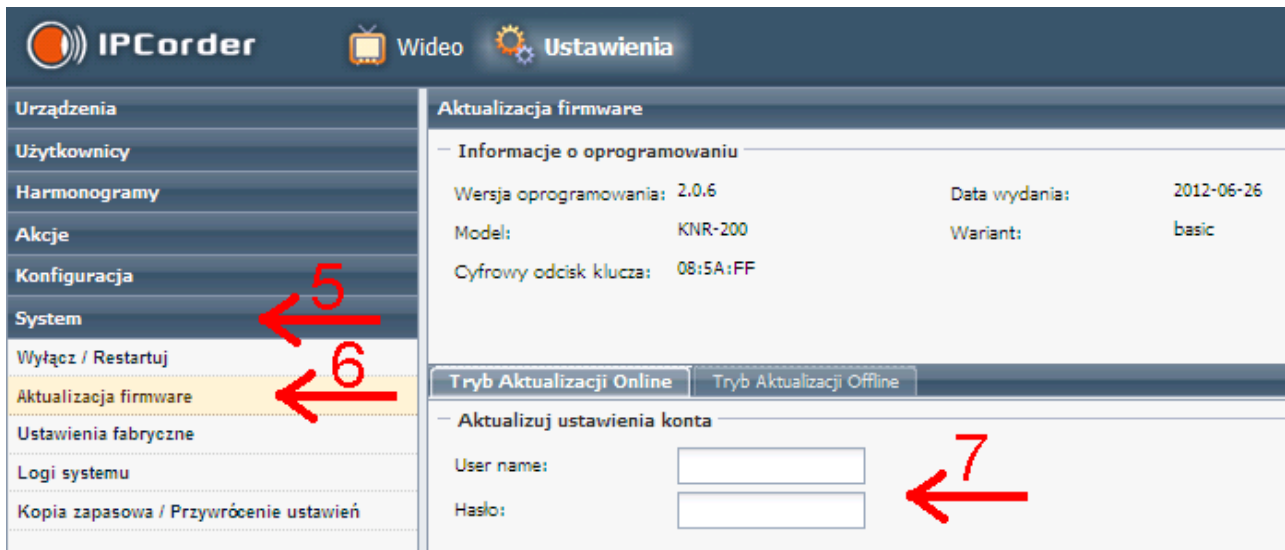 IPCorder Wideo Ustawienia
Urządzenia
Użytkownicy
Harmonogramy
Akcje
Konfiguracja
System
5
Wyłącz / Restartuj
Aktualizacja firmware
6
Ustawienia fabryczne
Logi systemu
Kopia zapasowa / Przywrócenie ustawień
Aktualizacja firmware
Informacje o oprogramowaniu
Wersja oprogramowania: 2.0.6 Data wydania: 2012-06-26
Model: KNR-200 Wariant: basic
Cyfrowy odcisk klucza: 08:5A:FF
Tryb Aktualizacji Online Tryb Aktualizacji Offline
Aktualizuj ustawienia konta
User name:
Hasło:
7